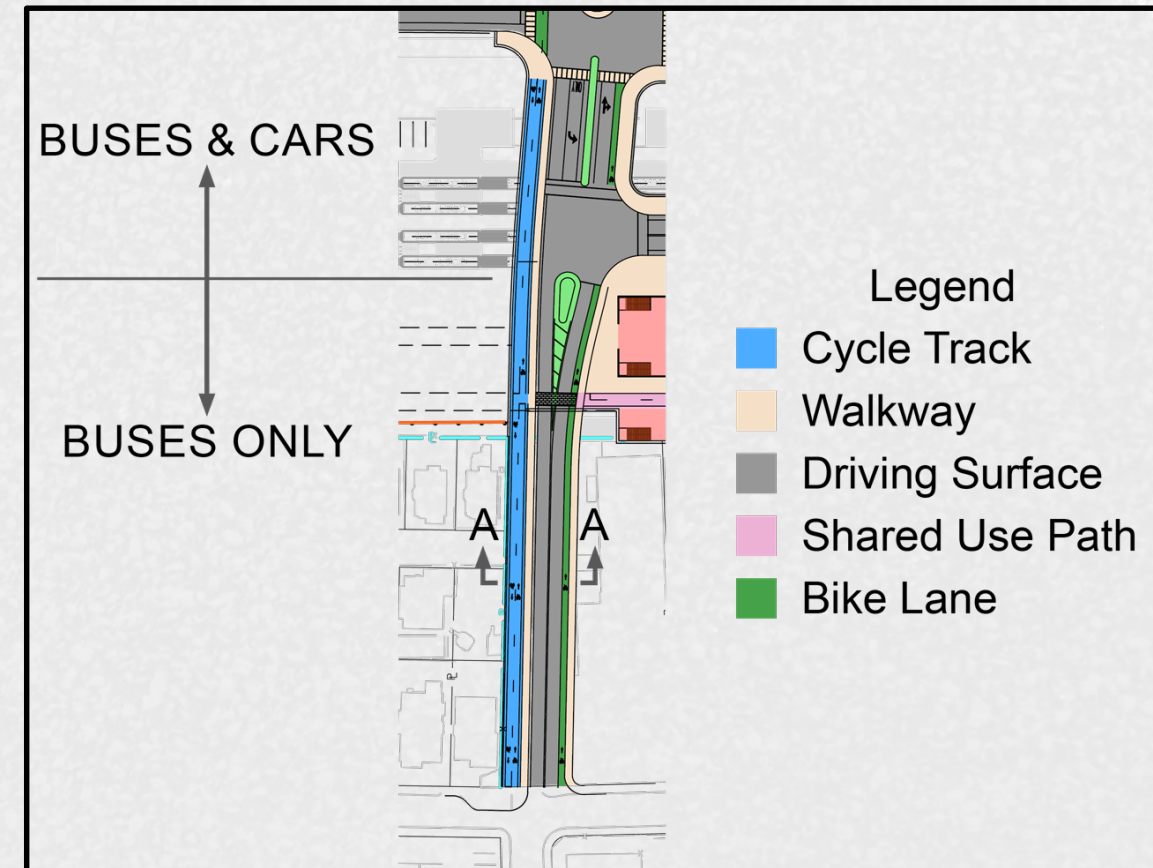 BUSES & CARS
BUSES ONLY
A A
Legend
Cycle Track
Walkway
Driving Surface
Shared Use Path
Bike Lane